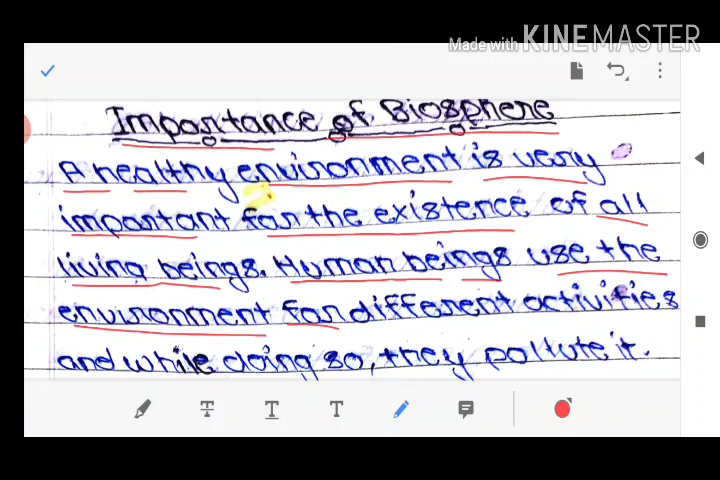 Made with KINEMASTER
Importance of Biosphere
A healthy environment is very
important for the existence of all
living beings. Human beings use the
environment for different activities
and while doing so, they pollute it.
T T T